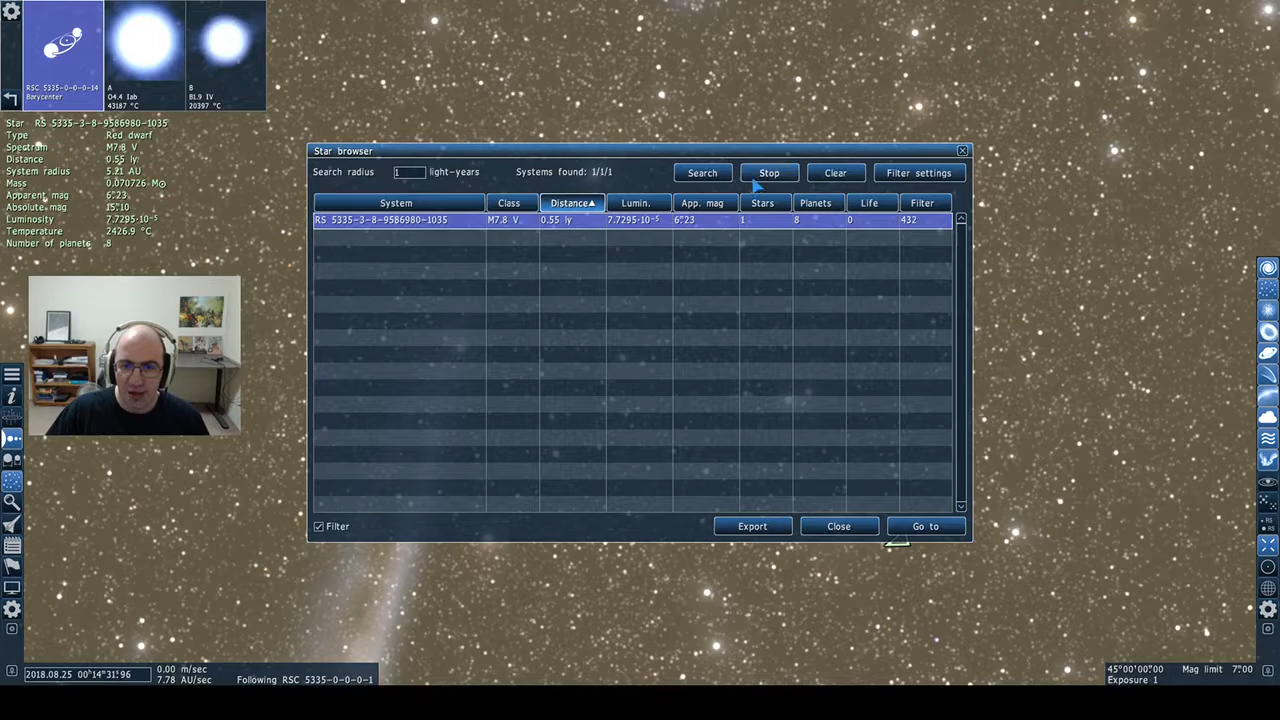 RSC 5335-0-0-0-14
Barycenter
A
O4.4 Iab
43187 °C
B
B1.9 IV
20397 °C
Star RS 5335-3-8-9586980-1035
Type Red dwarf
Spectrum M7.8 V
Distance 0.55 ly
System radius 5.21 AU
Mass 0.070726 M⊙
Apparent mag 6.23
Absolute mag 15.10
Luminosity 7.7295·10⁻⁵
Temperature 2426.9 °C
Number of planets 8
Star browser
Search radius 1 light-years Systems found: 1/1/1 Search Stop Clear Filter settings
System Class Distance▲ Lumin. App. mag Stars Planets Life Filter
RS 5335-3-8-9586980-1035 M7.8 V 0.55 ly 7.7295·10⁻⁵ 6.23 1 8 0 432
Filter Export Close Go to
2018.08.25 00:14:31.96
0.00 m/sec
7.78 AU/sec Following RSC 5335-0-0-0-1
45°00'00.00 Mag limit 7.00
Exposure 1